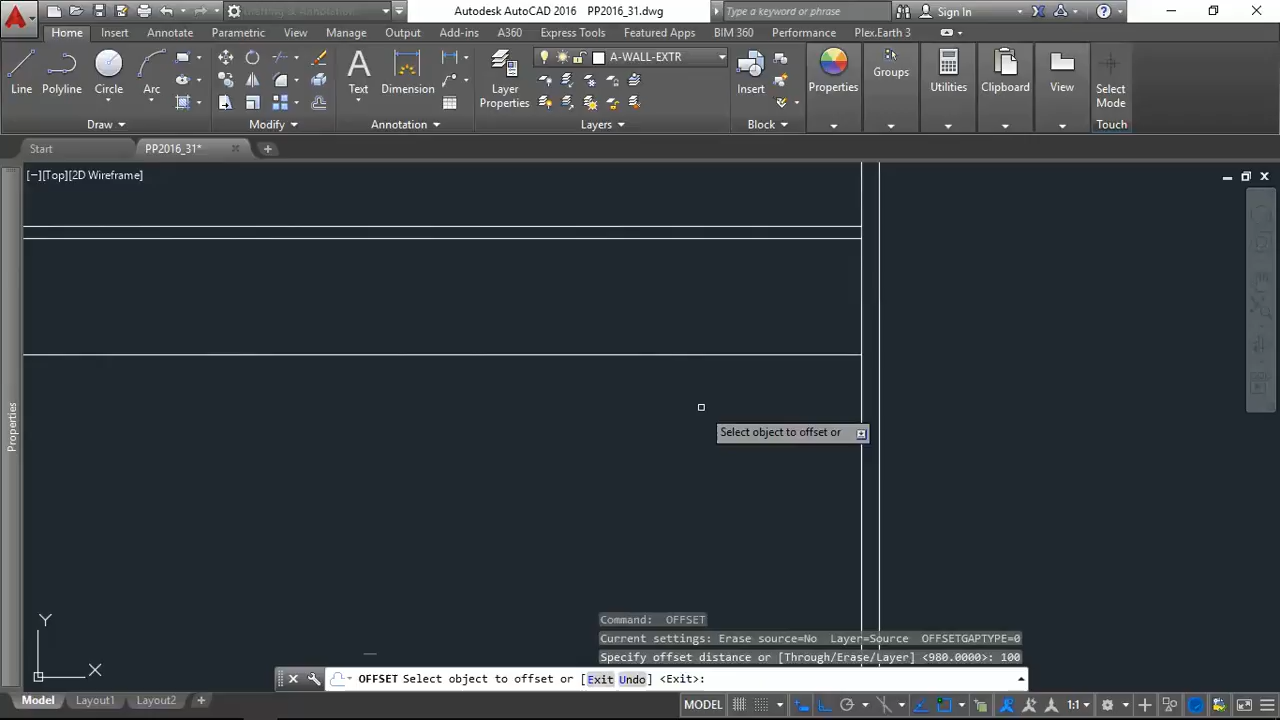 Drafting & Annotation
Autodesk AutoCAD 2016 PP2016_31.dwg
Type a keyword or phrase
Sign In
Home Insert Annotate Parametric View Manage Output Add-ins A360 Express Tools Featured Apps BIM 360 Performance Plex.Earth 3
A-WALL-EXTR
Line Polyline Circle Arc
Text Dimension
Layer Properties
Insert
Properties
Groups
Utilities
Clipboard
View
Select Mode
Draw Modify Annotation Layers Block Touch
Start PP2016_31*
[−][Top][2D Wireframe]
Properties
Select object to offset or
Y
X
Command: OFFSET
Current settings: Erase source=No Layer=Source OFFSETGAPTYPE=0
Specify offset distance or [Through/Erase/Layer] <980.0000>: 100
OFFSET Select object to offset or [Exit Undo] <Exit>:
Model Layout1 Layout2 +
MODEL 1:1